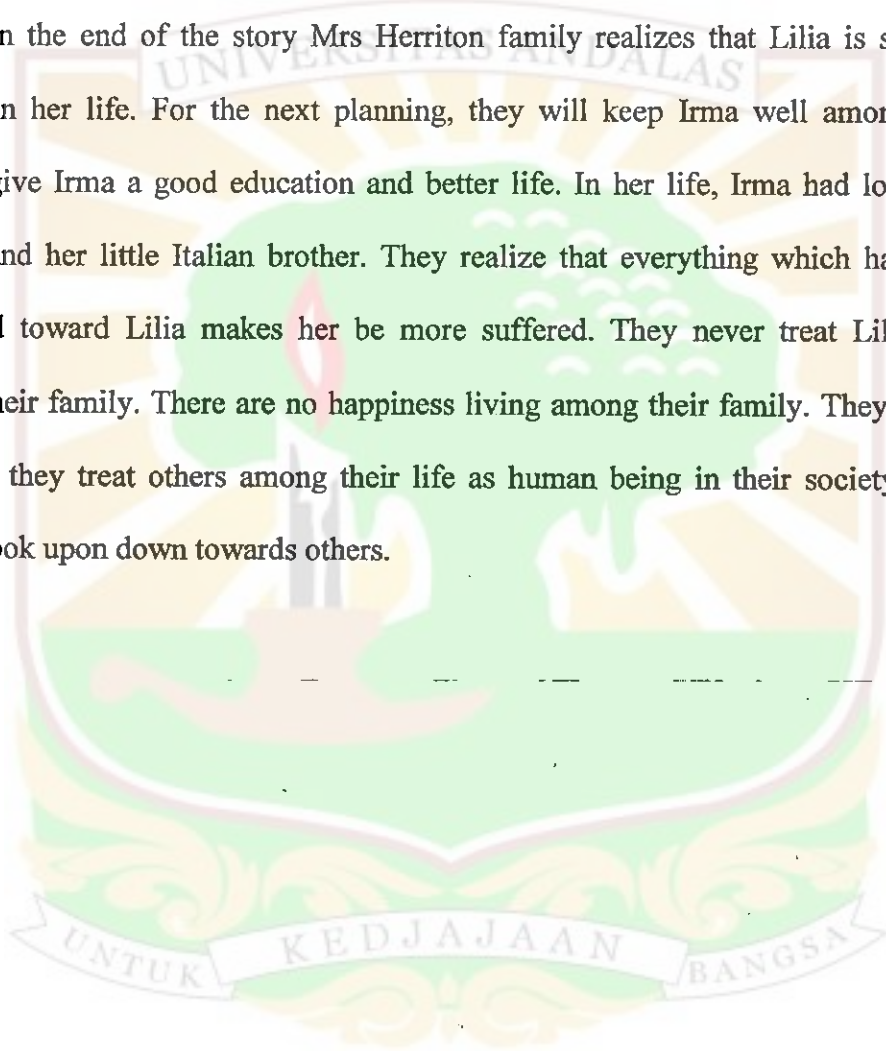 n the end of the story Mrs Herriton family realizes that Lilia is s
UNIVERSITAS ANDALAS
n her life. For the next planning, they will keep Irma well amor
give Irma a good education and better life. In her life, Irma had lo
nd her little Italian brother. They realize that everything which ha
l toward Lilia makes her be more suffered. They never treat Lil
eir family. There are no happiness living among their family. They
they treat others among their life as human being in their society
ook upon down towards others.
UNTUK KEDJAJAAN BANGSA